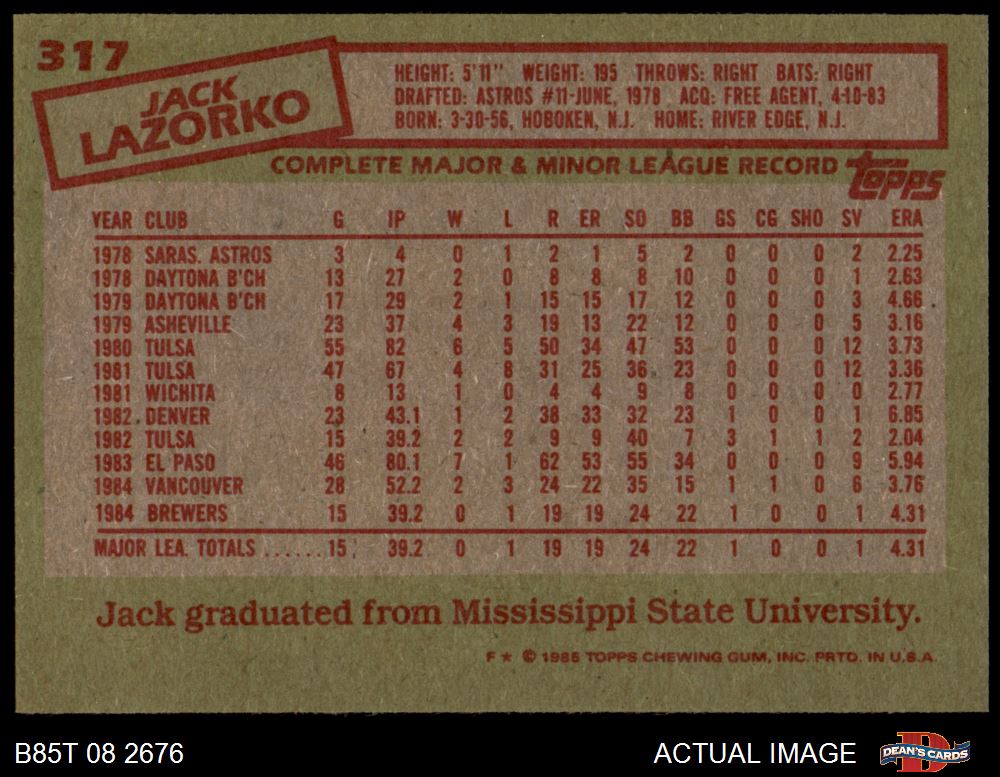 317
JACK
LAZORKO
HEIGHT: 5'11" WEIGHT: 195 THROWS: RIGHT BATS: RIGHT
DRAFTED: ASTROS #11-JUNE, 1978 ACQ: FREE AGENT, 4-10-83
BORN: 3-30-56, HOBOKEN, N.J. HOME: RIVER EDGE, N.J.
COMPLETE MAJOR & MINOR LEAGUE RECORD topps
YEAR CLUB G IP W L R ER SO BB GS CG SHO SV ERA
1978 SARAS. ASTROS 3 4 0 1 2 1 5 2 0 0 0 2 2.25
1978 DAYTONA B'CH 13 27 2 0 8 8 8 10 0 0 0 1 2.63
1979 DAYTONA B'CH 17 29 2 1 15 15 17 12 0 0 0 3 4.66
1979 ASHEVILLE 23 37 4 3 19 13 22 12 0 0 0 5 3.16
1980 TULSA 55 82 6 5 50 34 47 53 0 0 0 12 3.73
1981 TULSA 47 67 4 8 31 25 36 23 0 0 0 12 3.36
1981 WICHITA 8 13 1 0 4 4 9 8 0 0 0 0 2.77
1982 DENVER 23 43.1 1 2 38 33 32 23 1 0 0 1 6.85
1982 TULSA 15 39.2 2 2 9 9 40 7 3 1 1 2 2.04
1983 EL PASO 46 80.1 7 1 62 53 55 34 0 0 0 9 5.94
1984 VANCOUVER 28 52.2 2 3 24 22 35 15 1 1 0 6 3.76
1984 BREWERS 15 39.2 0 1 19 19 24 22 1 0 0 1 4.31
MAJOR LEA. TOTALS ...... 15 39.2 0 1 19 19 24 22 1 0 0 1 4.31
Jack graduated from Mississippi State University.
F★ © 1985 TOPPS CHEWING GUM, INC. PRTD. IN U.S.A.
B85T 08 2676 ACTUAL IMAGE DEAN'S CARDS